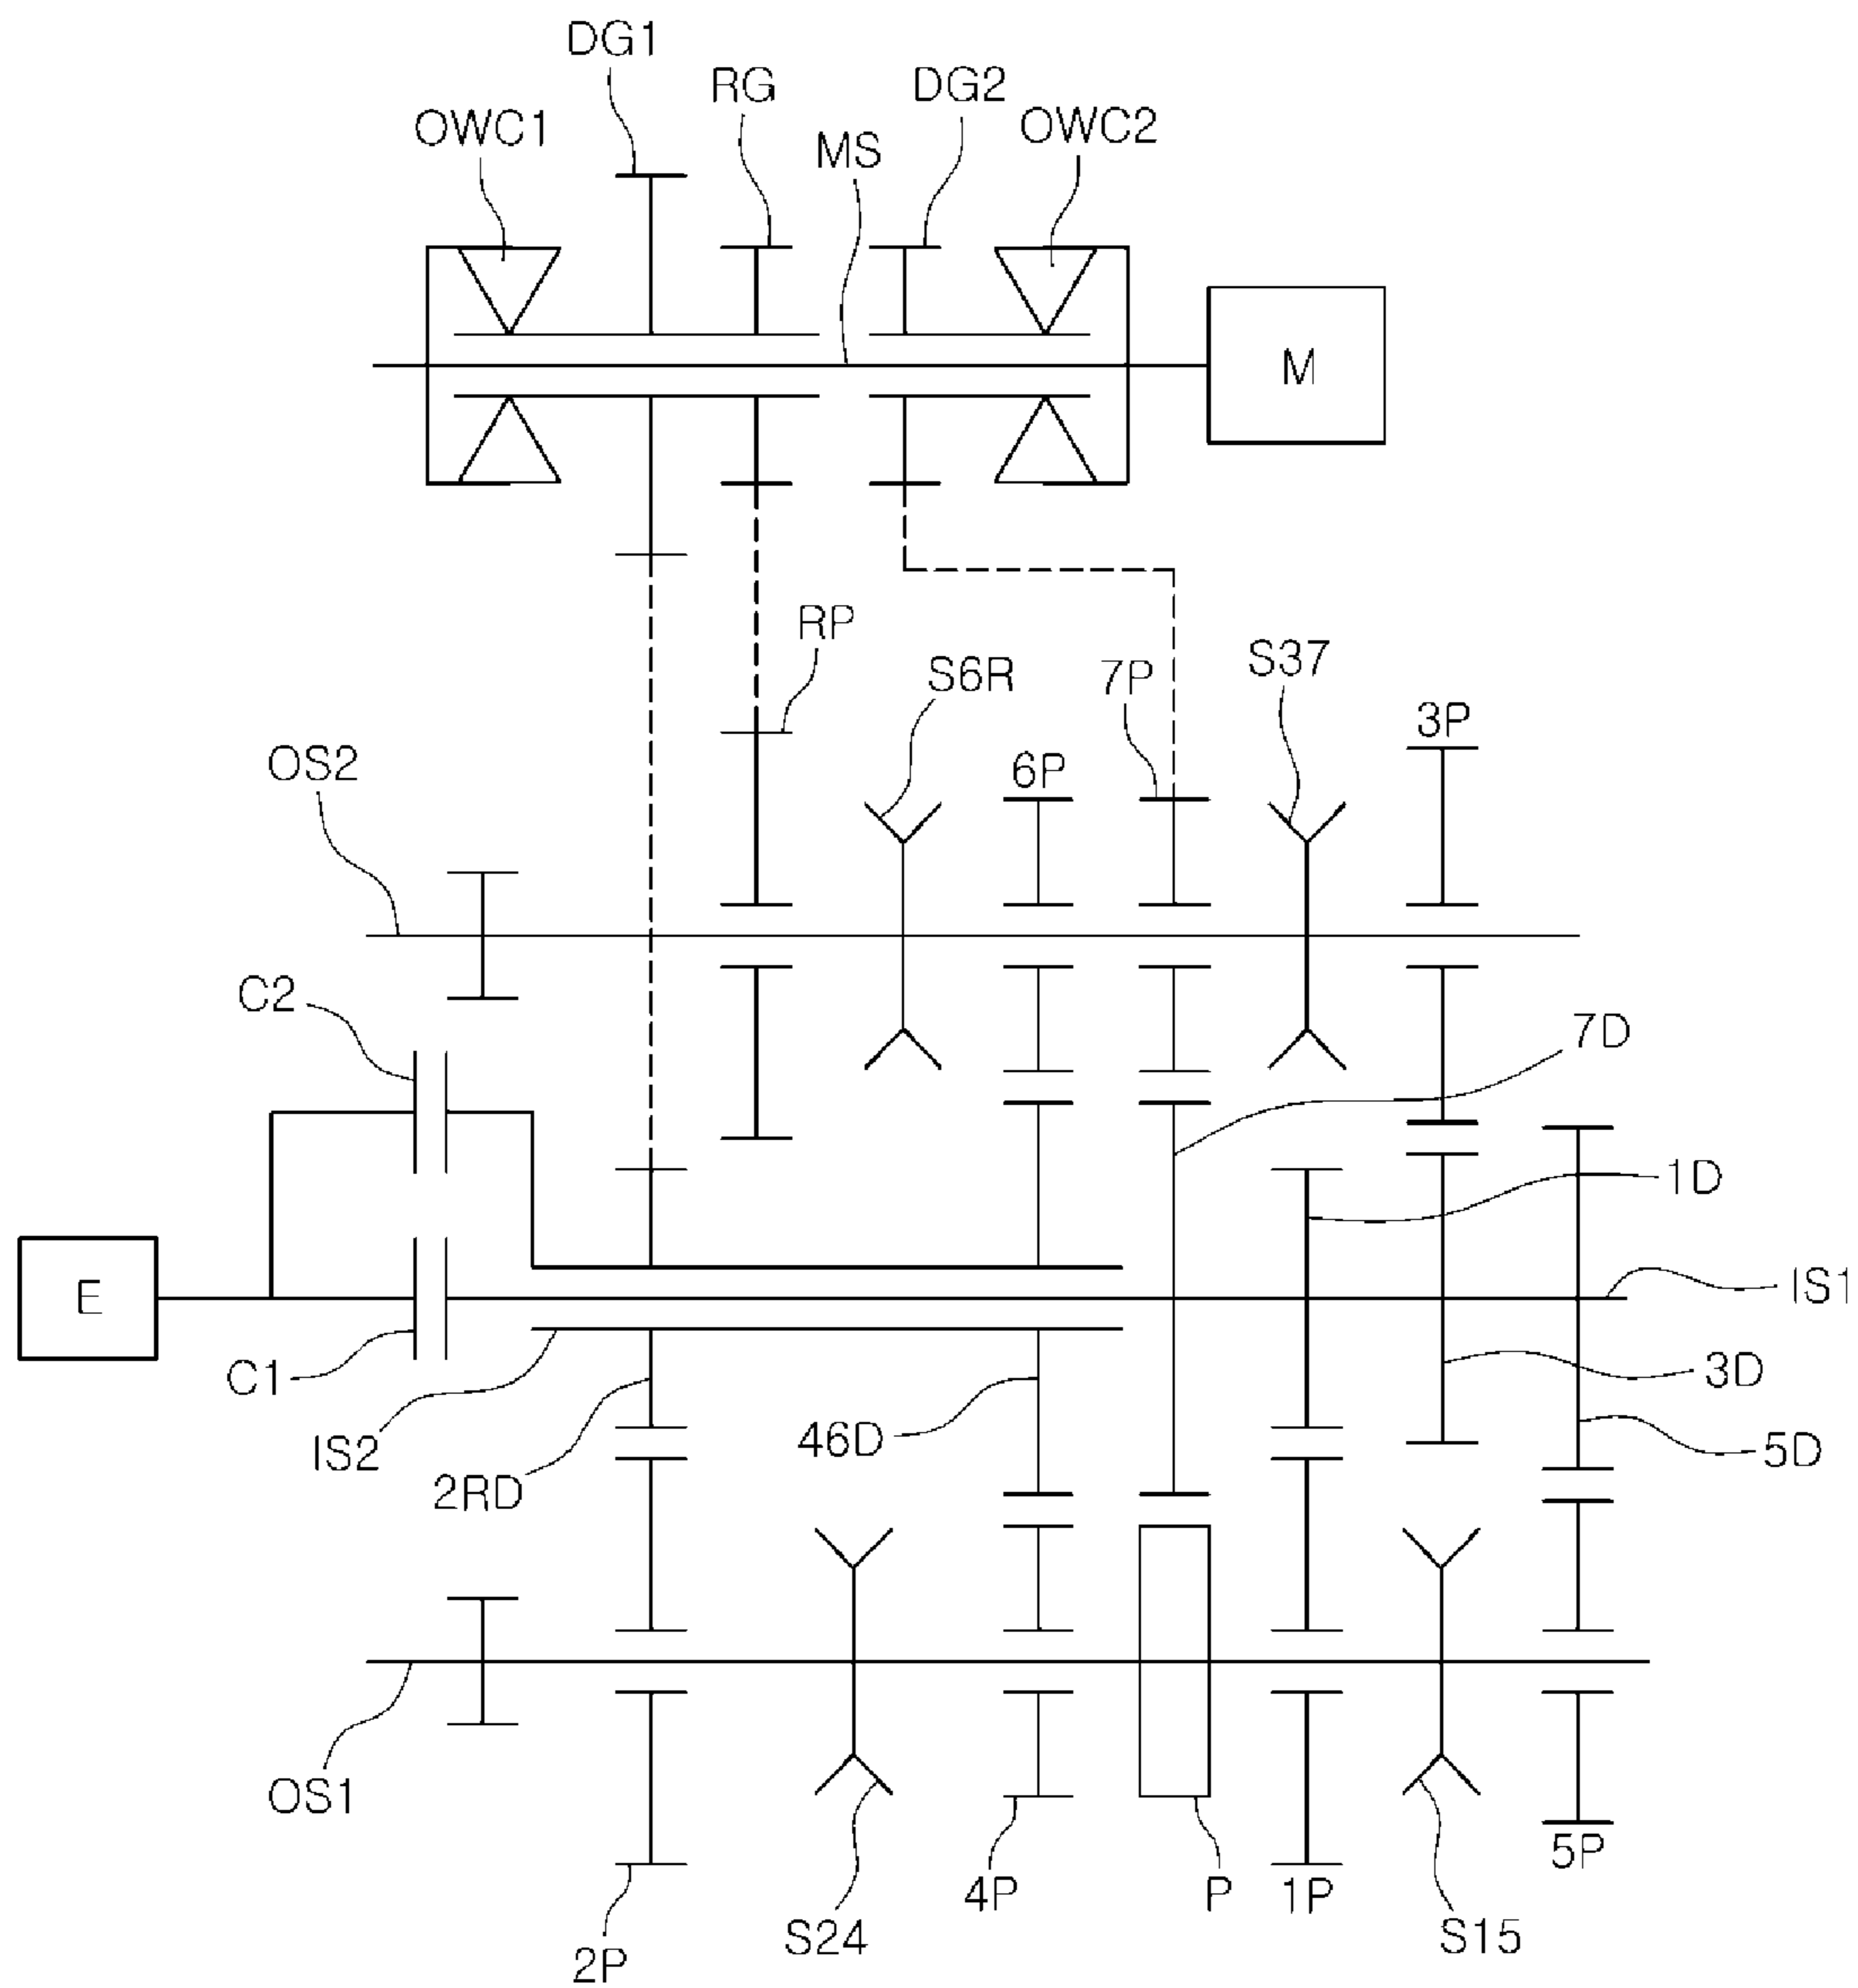 DG1
RG
DG2
OWC1
MS
OWC2
M
RP
S6R
7P
S37
3P
OS2
6P
C2
7D
1D
E
IS1
C1
3D
IS2
46D
5D
2RD
OS1
5P
4P
P
1P
S24
S15
2P